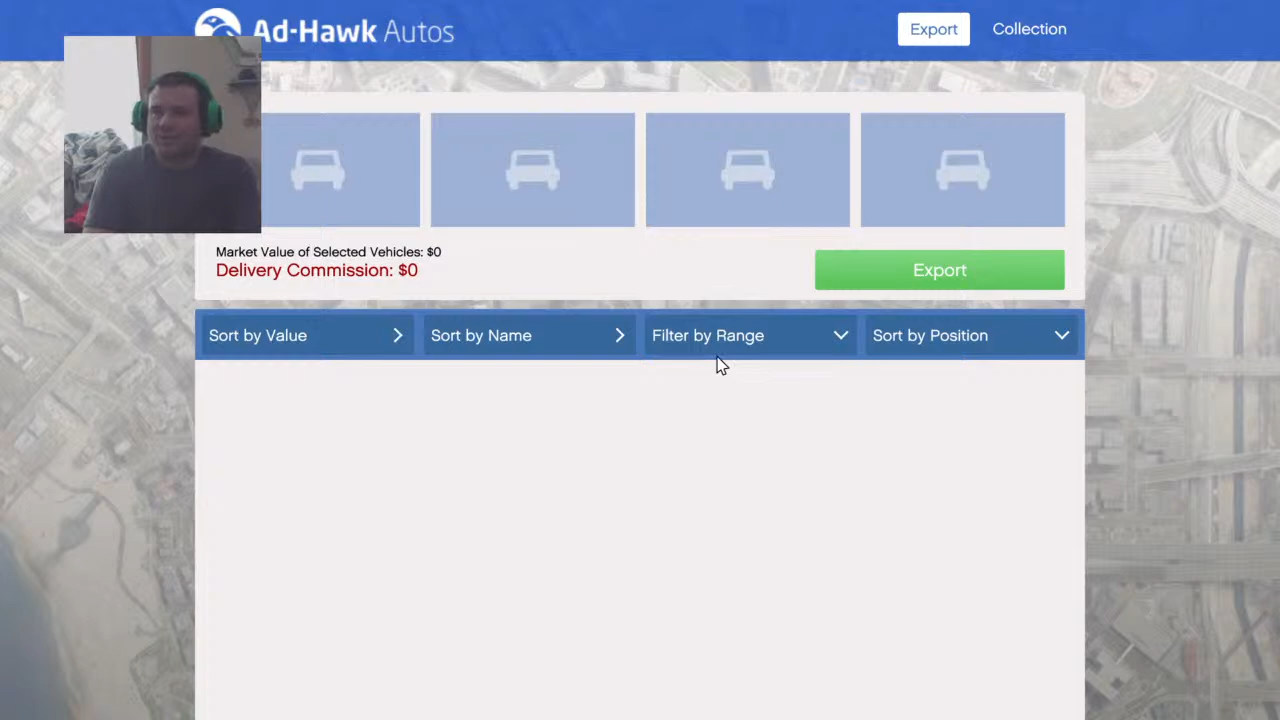 Ad-Hawk Autos
Export
Collection
Market Value of Selected Vehicles: $0
Delivery Commission: $0
Export
Sort by Value
Sort by Name
Filter by Range
Sort by Position